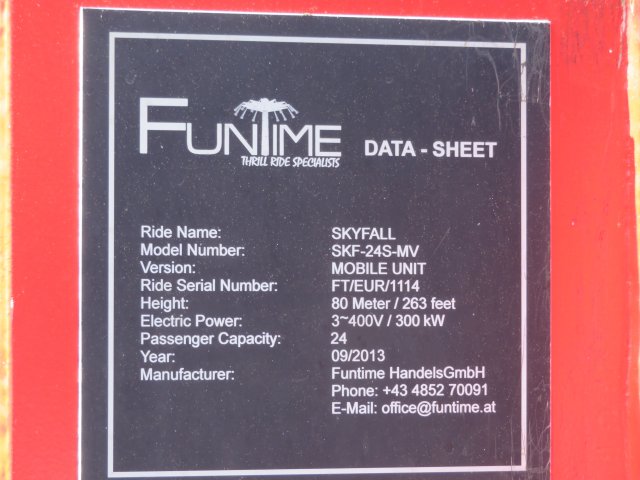 FUNTIME
THRILL RIDE SPECIALISTS
DATA - SHEET
Ride Name: SKYFALL
Model Number: SKF-24S-MV
Version: MOBILE UNIT
Ride Serial Number: FT/EUR/1114
Height: 80 Meter / 263 feet
Electric Power: 3~400V / 300 kW
Passenger Capacity: 24
Year: 09/2013
Manufacturer: Funtime HandelsGmbH
Phone: +43 4852 70091
E-Mail: office@funtime.at